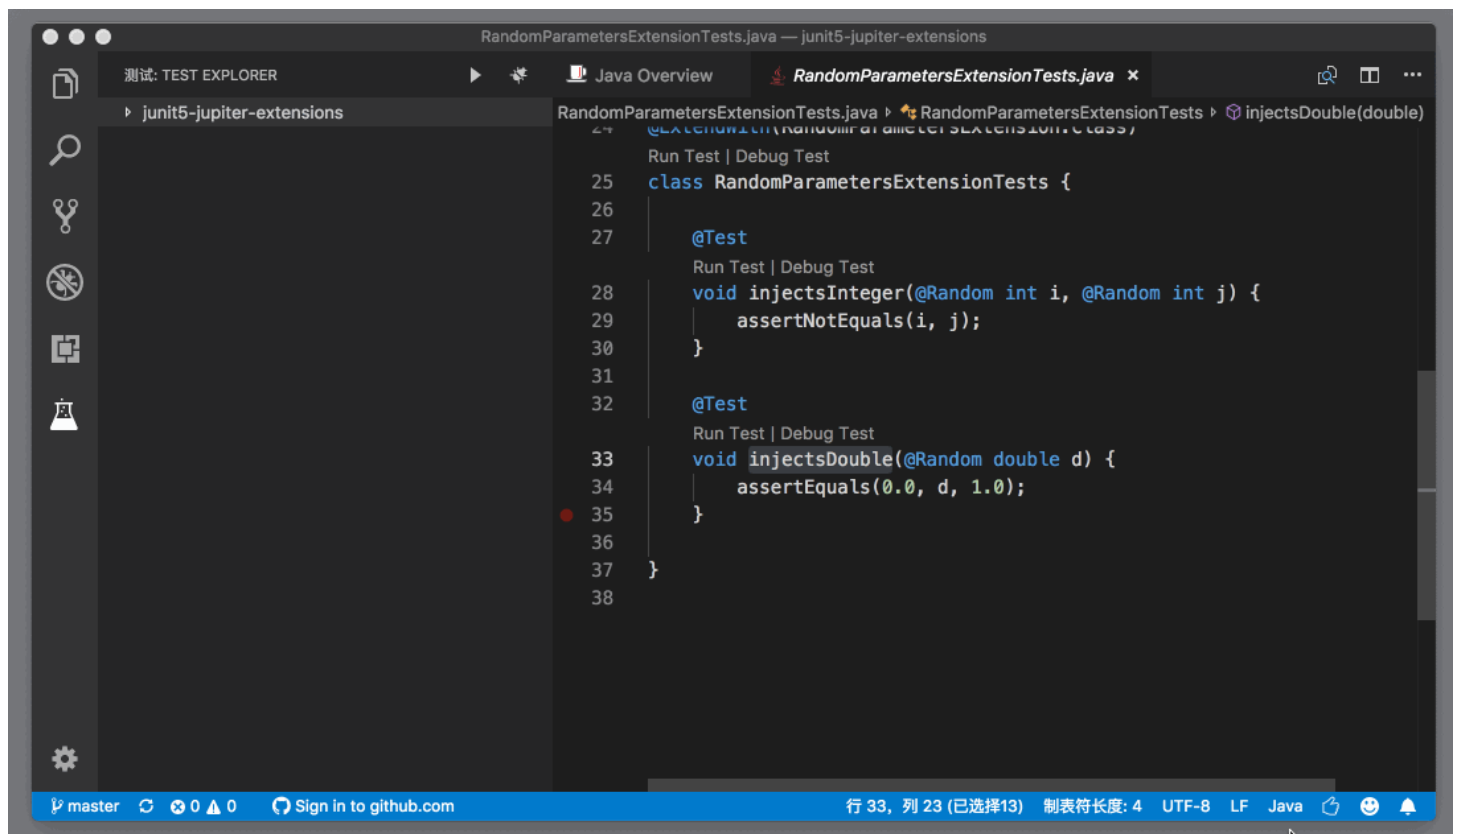 RandomParametersExtensionTests.java — junit5-jupiter-extensions
测试: TEST EXPLORER
Java Overview
RandomParametersExtensionTests.java ×
junit5-jupiter-extensions
RandomParametersExtensionTests.java RandomParametersExtensionTests injectsDouble(double)
24 @ExtendWith(RandomParametersExtension.class)
Run Test | Debug Test
25 class RandomParametersExtensionTests {
26
27 @Test
Run Test | Debug Test
28 void injectsInteger(@Random int i, @Random int j) {
29 assertNotEquals(i, j);
30 }
31
32 @Test
Run Test | Debug Test
33 void injectsDouble(@Random double d) {
34 assertEquals(0.0, d, 1.0);
35 }
36
37 }
38
master 0 0 Sign in to github.com 行 33，列 23 (已选择13) 制表符长度: 4 UTF-8 LF Java